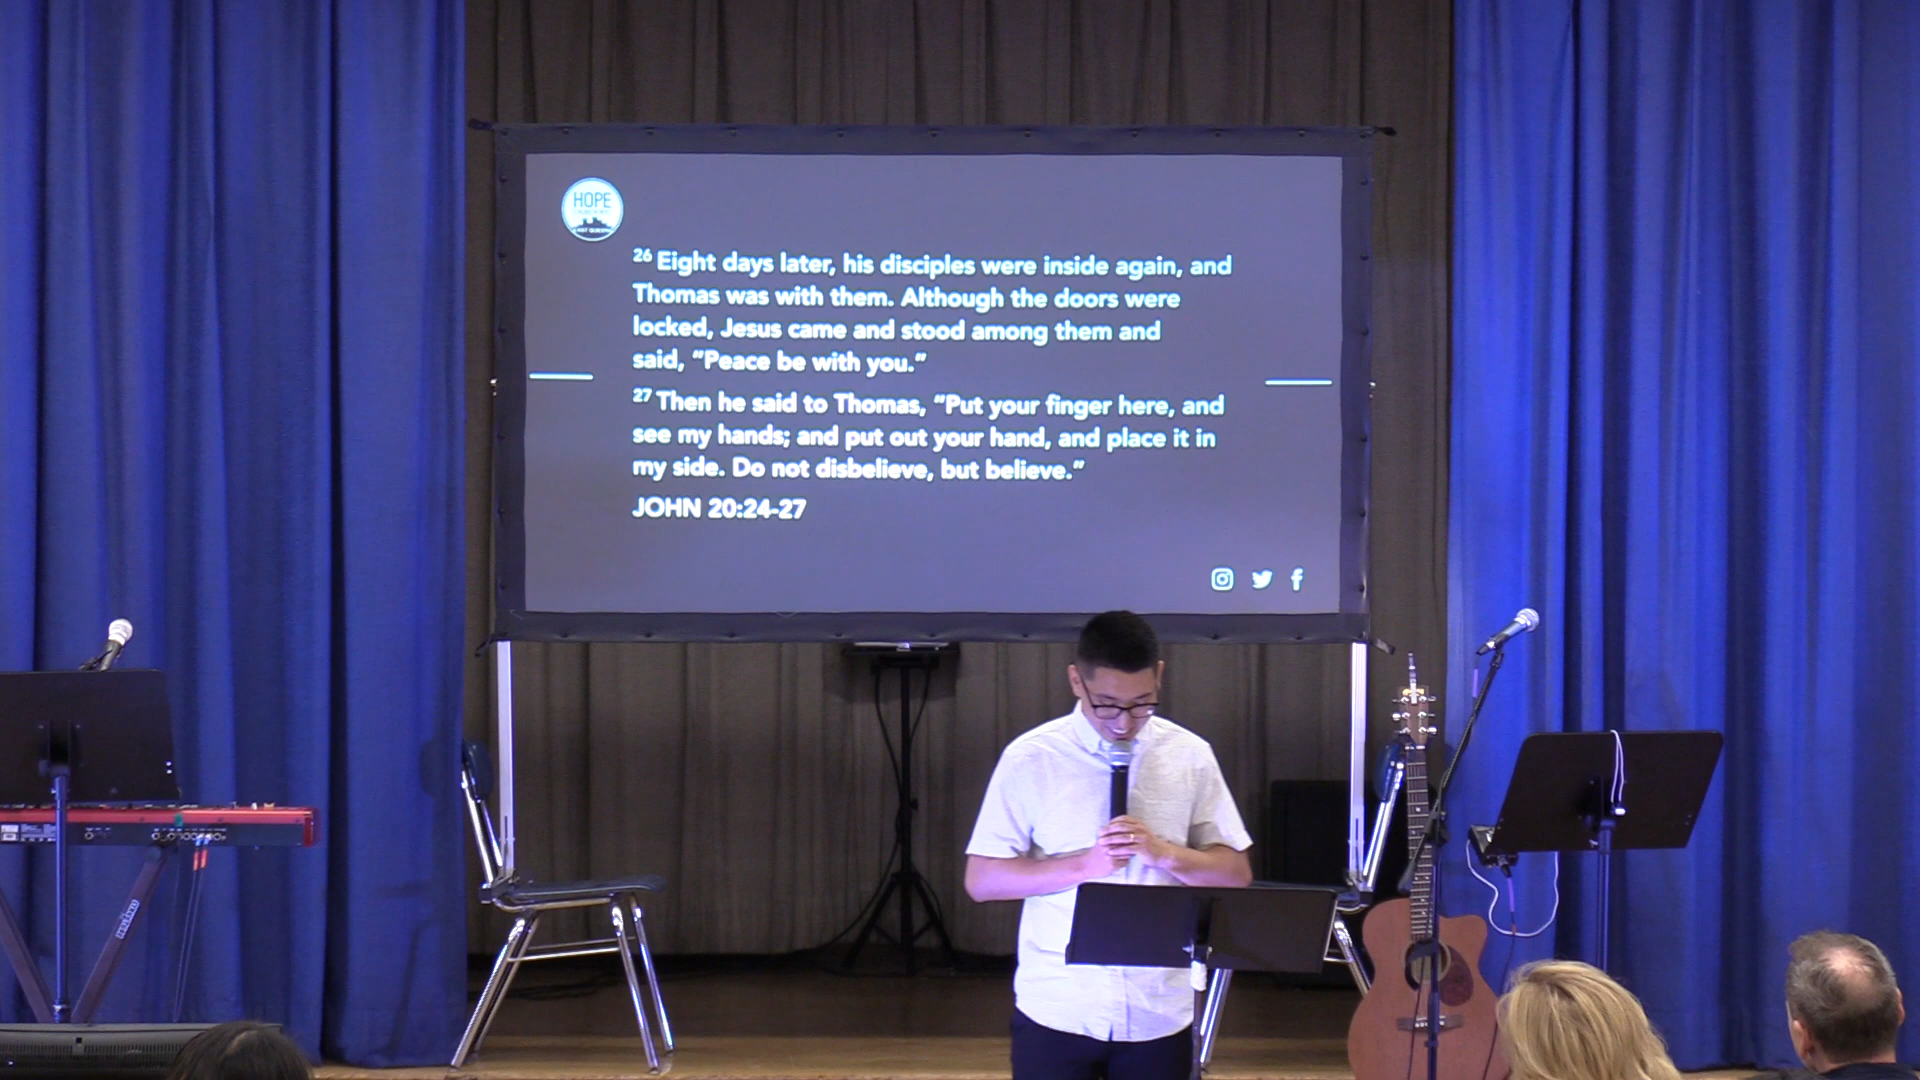 HOPE
26 Eight days later, his disciples were inside again, and
Thomas was with them. Although the doors were
locked, Jesus came and stood among them and
said, “Peace be with you.”
27 Then he said to Thomas, “Put your finger here, and
see my hands; and put out your hand, and place it in
my side. Do not disbelieve, but believe.”
JOHN 20:24-27